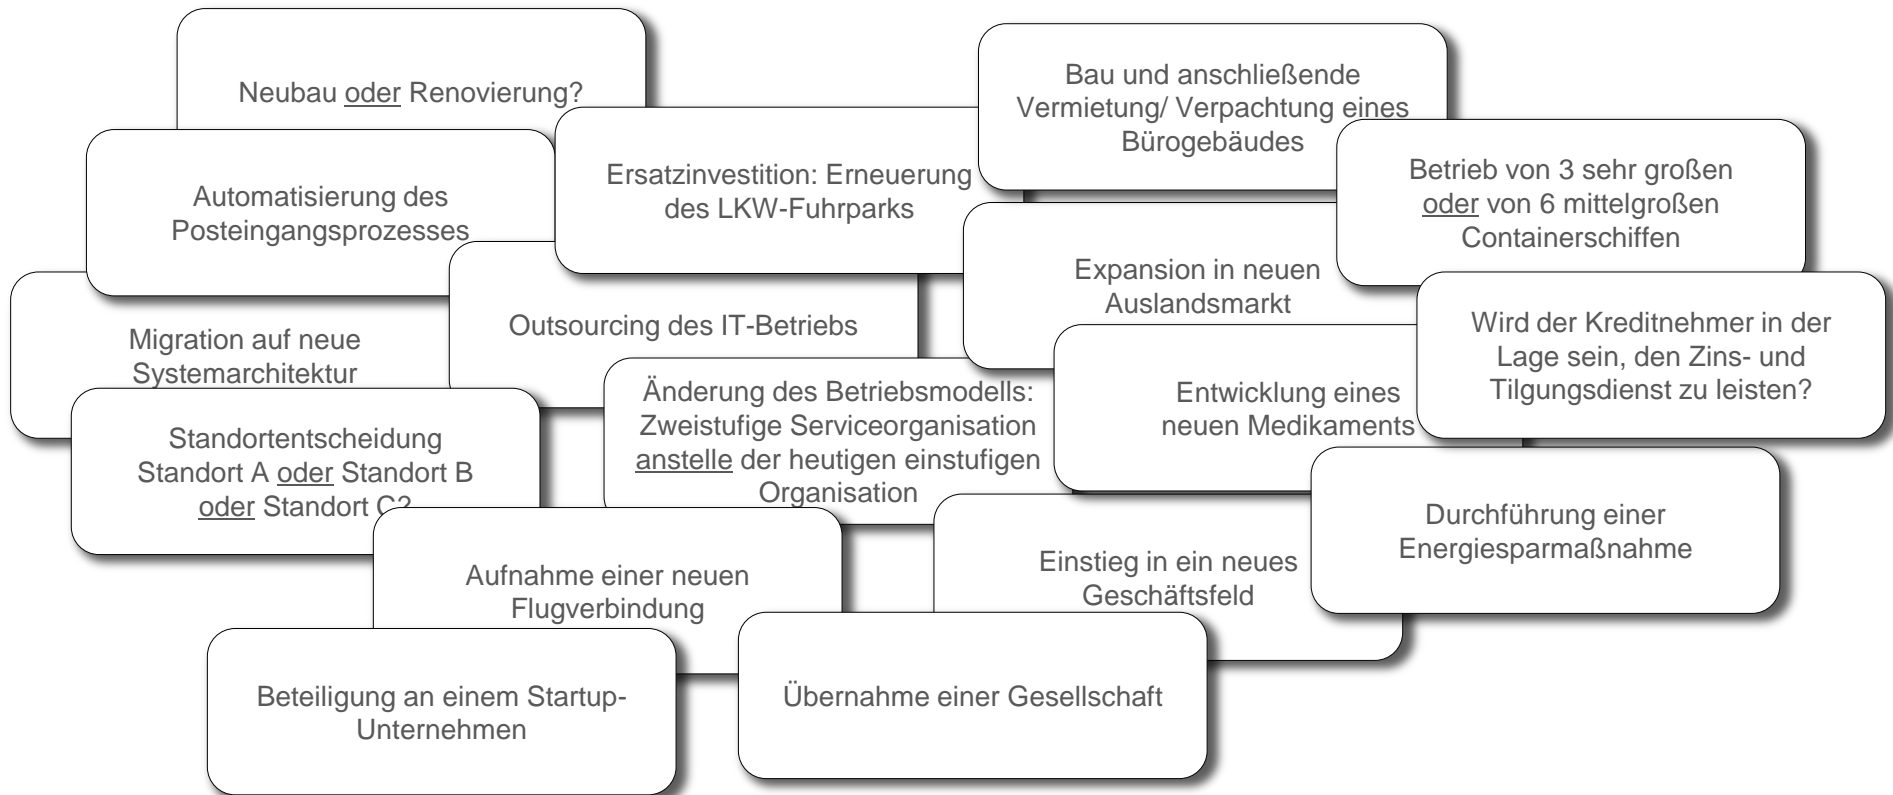 Neubau oder Renovierung?
Bau und anschließende
Vermietung/ Verpachtung eines
Bürogebäudes
Automatisierung des
Posteingangsprozesses
Ersatzinvestition: Erneuerung
des LKW-Fuhrparks
Betrieb von 3 sehr großen
oder von 6 mittelgroßen
Containerschiffen
Migration auf neue
Systemarchitektur
Outsourcing des IT-Betriebs
Expansion in neuen
Auslandsmarkt
Wird der Kreditnehmer in der
Lage sein, den Zins- und
Tilgungsdienst zu leisten?
Standortentscheidung
Standort A oder Standort B
oder Standort C?
Änderung des Betriebsmodells:
Zweistufige Serviceorganisation
anstelle der heutigen einstufigen
Organisation
Entwicklung eines
neuen Medikaments
Durchführung einer
Energiesparmaßnahme
Aufnahme einer neuen
Flugverbindung
Einstieg in ein neues
Geschäftsfeld
Beteiligung an einem Startup-
Unternehmen
Übernahme einer Gesellschaft